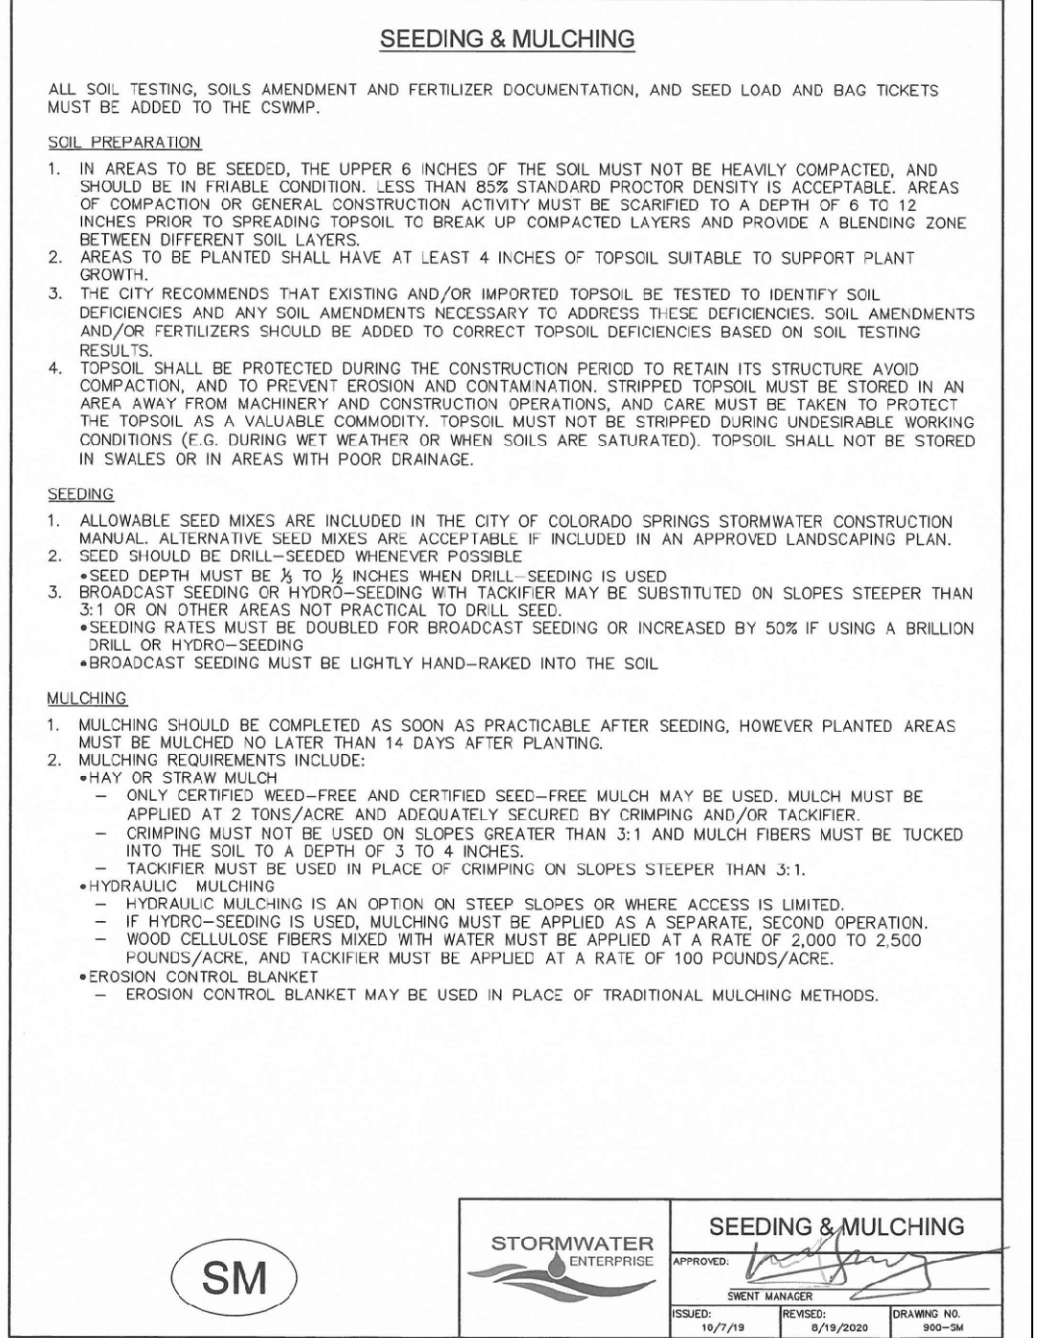 SEEDING & MULCHING
ALL SOIL TESTING, SOILS AMENDMENT AND FERTILIZER DOCUMENTATION, AND SEED LOAD AND BAG TICKETS
MUST BE ADDED TO THE CSWMP.
SOIL PREPARATION
1. IN AREAS TO BE SEEDED, THE UPPER 6 INCHES OF THE SOIL MUST NOT BE HEAVILY COMPACTED, AND
SHOULD BE IN FRIABLE CONDITION. LESS THAN 85% STANDARD PROCTOR DENSITY IS ACCEPTABLE. AREAS
OF COMPACTION OR GENERAL CONSTRUCTION ACTIVITY MUST BE SCARIFIED TO A DEPTH OF 6 TO 12
INCHES PRIOR TO SPREADING TOPSOIL TO BREAK UP COMPACTED LAYERS AND PROVIDE A BLENDING ZONE
BETWEEN DIFFERENT SOIL LAYERS.
2. AREAS TO BE PLANTED SHALL HAVE AT LEAST 4 INCHES OF TOPSOIL SUITABLE TO SUPPORT PLANT
GROWTH.
3. THE CITY RECOMMENDS THAT EXISTING AND/OR IMPORTED TOPSOIL BE TESTED TO IDENTIFY SOIL
DEFICIENCIES AND ANY SOIL AMENDMENTS NECESSARY TO ADDRESS THESE DEFICIENCIES. SOIL AMENDMENTS
AND/OR FERTILIZERS SHOULD BE ADDED TO CORRECT TOPSOIL DEFICIENCIES BASED ON SOIL TESTING
RESULTS.
4. TOPSOIL SHALL BE PROTECTED DURING THE CONSTRUCTION PERIOD TO RETAIN ITS STRUCTURE AVOID
COMPACTION, AND TO PREVENT EROSION AND CONTAMINATION. STRIPPED TOPSOIL MUST BE STORED IN AN
AREA AWAY FROM MACHINERY AND CONSTRUCTION OPERATIONS, AND CARE MUST BE TAKEN TO PROTECT
THE TOPSOIL AS A VALUABLE COMMODITY. TOPSOIL MUST NOT BE STRIPPED DURING UNDESIRABLE WORKING
CONDITIONS (E.G. DURING WET WEATHER OR WHEN SOILS ARE SATURATED). TOPSOIL SHALL NOT BE STORED
IN SWALES OR IN AREAS WITH POOR DRAINAGE.
SEEDING
1. ALLOWABLE SEED MIXES ARE INCLUDED IN THE CITY OF COLORADO SPRINGS STORMWATER CONSTRUCTION
MANUAL. ALTERNATIVE SEED MIXES ARE ACCEPTABLE IF INCLUDED IN AN APPROVED LANDSCAPING PLAN.
2. SEED SHOULD BE DRILL-SEEDED WHENEVER POSSIBLE
•SEED DEPTH MUST BE ⅓ TO ½ INCHES WHEN DRILL-SEEDING IS USED
3. BROADCAST SEEDING OR HYDRO-SEEDING WITH TACKIFIER MAY BE SUBSTITUTED ON SLOPES STEEPER THAN
3:1 OR ON OTHER AREAS NOT PRACTICAL TO DRILL SEED.
•SEEDING RATES MUST BE DOUBLED FOR BROADCAST SEEDING OR INCREASED BY 50% IF USING A BRILLION
DRILL OR HYDRO-SEEDING
•BROADCAST SEEDING MUST BE LIGHTLY HAND-RAKED INTO THE SOIL
MULCHING
1. MULCHING SHOULD BE COMPLETED AS SOON AS PRACTICABLE AFTER SEEDING, HOWEVER PLANTED AREAS
MUST BE MULCHED NO LATER THAN 14 DAYS AFTER PLANTING.
2. MULCHING REQUIREMENTS INCLUDE:
•HAY OR STRAW MULCH
– ONLY CERTIFIED WEED-FREE AND CERTIFIED SEED-FREE MULCH MAY BE USED. MULCH MUST BE
APPLIED AT 2 TONS/ACRE AND ADEQUATELY SECURED BY CRIMPING AND/OR TACKIFIER.
– CRIMPING MUST NOT BE USED ON SLOPES GREATER THAN 3:1 AND MULCH FIBERS MUST BE TUCKED
INTO THE SOIL TO A DEPTH OF 3 TO 4 INCHES.
– TACKIFIER MUST BE USED IN PLACE OF CRIMPING ON SLOPES STEEPER THAN 3:1.
•HYDRAULIC MULCHING
– HYDRAULIC MULCHING IS AN OPTION ON STEEP SLOPES OR WHERE ACCESS IS LIMITED.
– IF HYDRO-SEEDING IS USED, MULCHING MUST BE APPLIED AS A SEPARATE, SECOND OPERATION.
– WOOD CELLULOSE FIBERS MIXED WITH WATER MUST BE APPLIED AT A RATE OF 2,000 TO 2,500
POUNDS/ACRE, AND TACKIFIER MUST BE APPLIED AT A RATE OF 100 POUNDS/ACRE.
•EROSION CONTROL BLANKET
– EROSION CONTROL BLANKET MAY BE USED IN PLACE OF TRADITIONAL MULCHING METHODS.
SM
STORMWATER
ENTERPRISE
SEEDING & MULCHING
APPROVED:
SWENT MANAGER
ISSUED: REVISED: DRAWING NO.
10/7/19 8/19/2020 900-SM